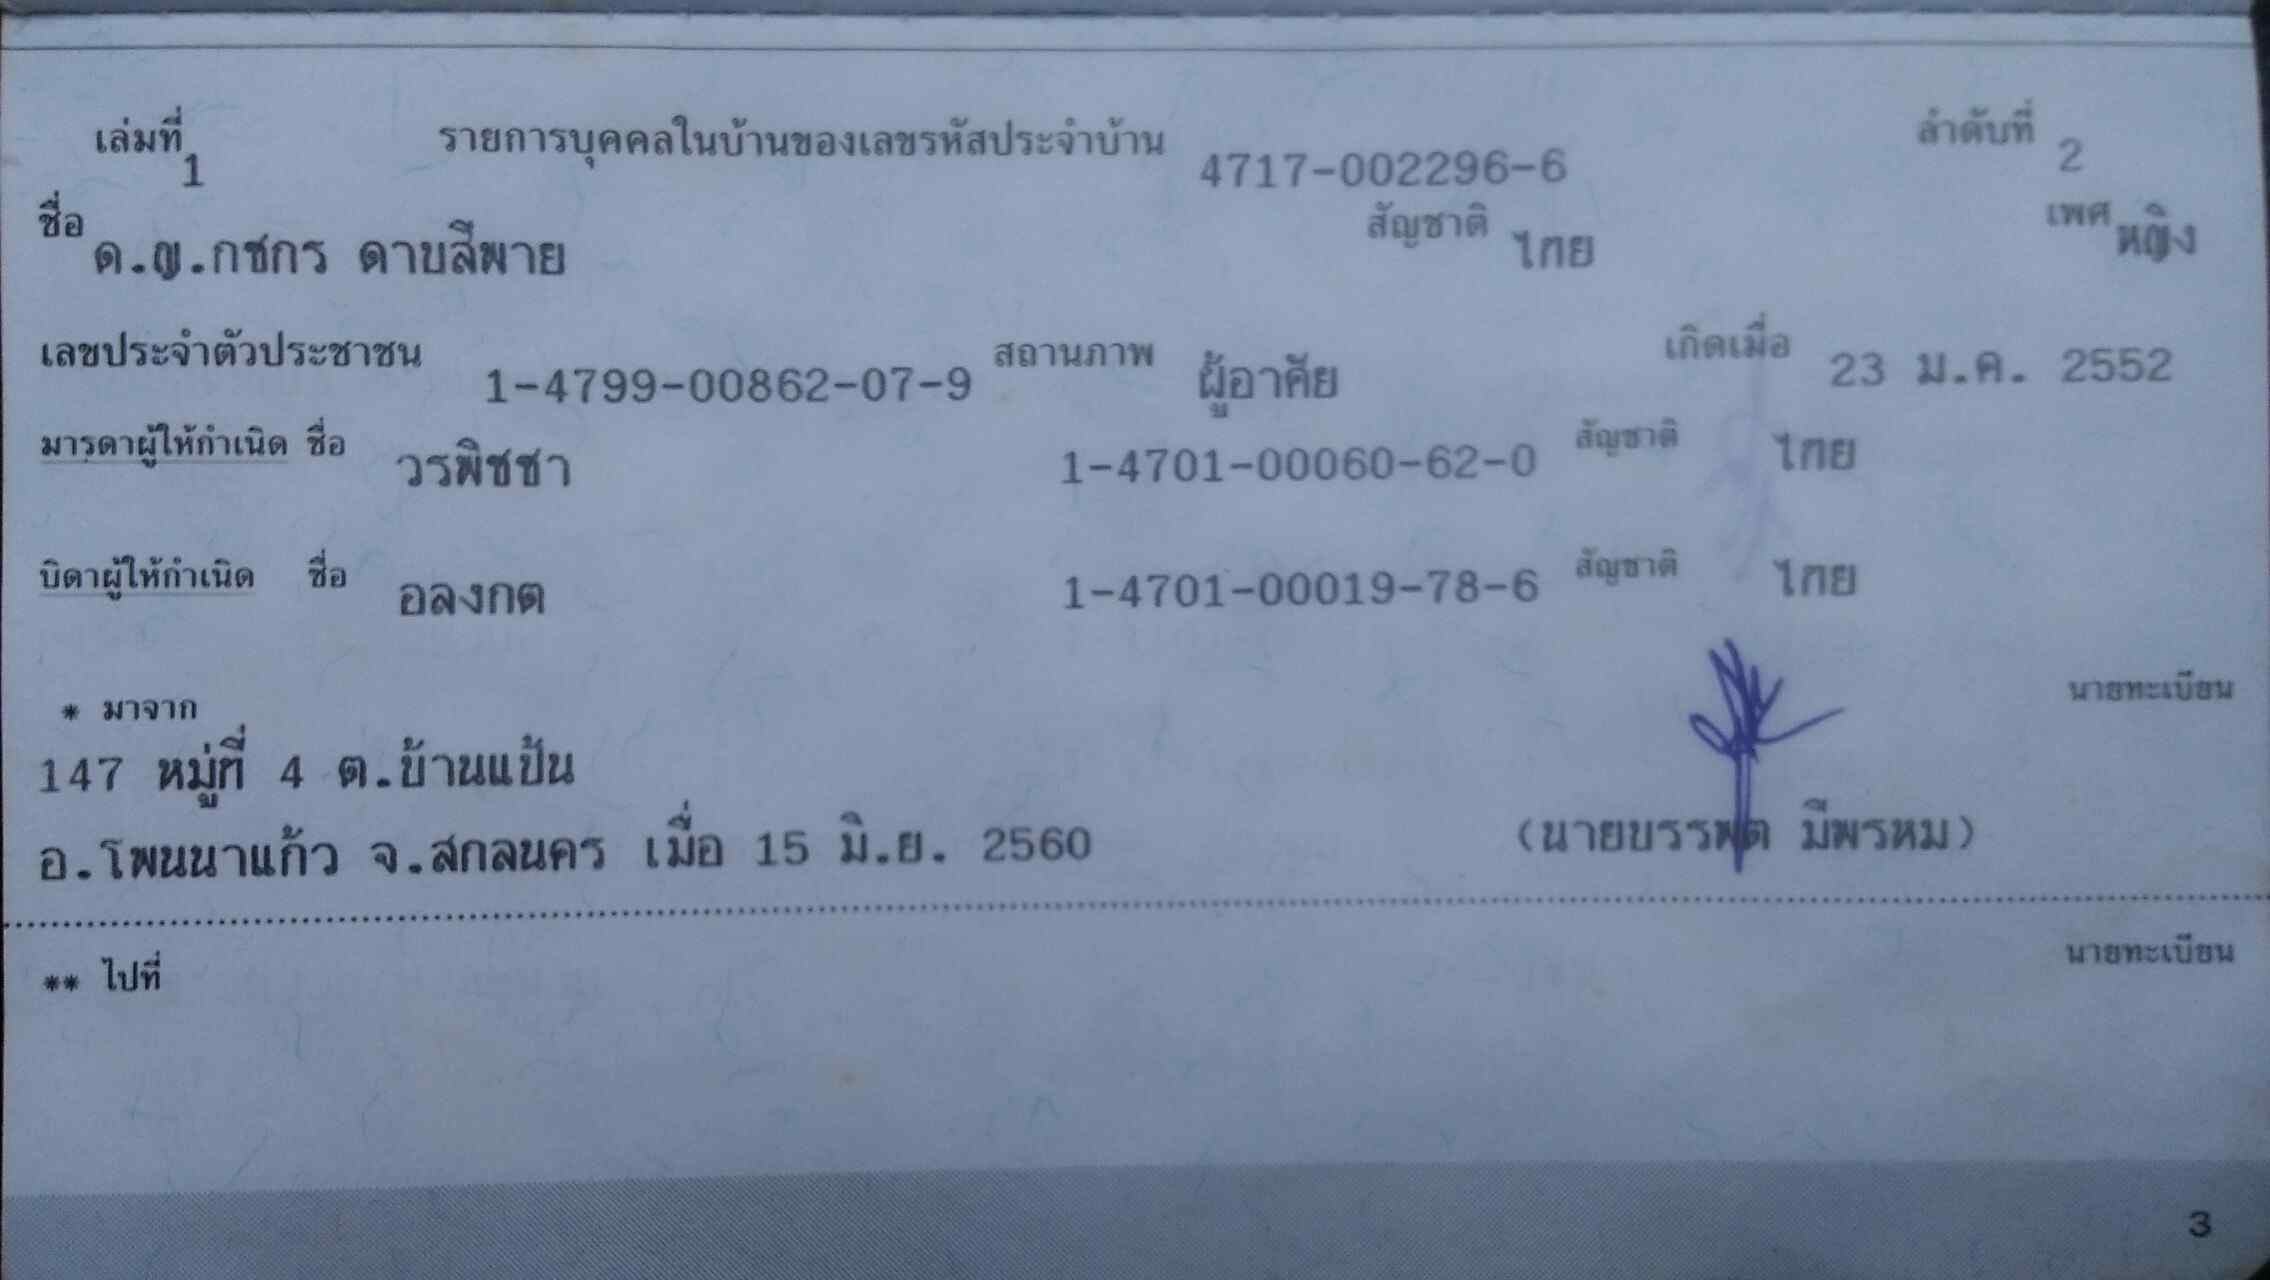 เล่มที่ 1 รายการบุคคลในบ้านของเลขรหัสประจำบ้าน 4717-002296-6 ลำดับที่ 2
ชื่อ ด.ญ.กชกร ดาบสีพาย สัญชาติ ไทย เพศ หญิง
เลขประจำตัวประชาชน 1-4799-00862-07-9 สถานภาพ ผู้อาศัย เกิดเมื่อ 23 ม.ค. 2552
มารดาผู้ให้กำเนิด ชื่อ วรพิชชา 1-4701-00060-62-0 สัญชาติ ไทย
บิดาผู้ให้กำเนิด ชื่อ อลงกต 1-4701-00019-78-6 สัญชาติ ไทย
* มาจาก นายทะเบียน
147 หมู่ที่ 4 ต.บ้านแป้น
อ.โพนนาแก้ว จ.สกลนคร เมื่อ 15 มิ.ย. 2560 (นายบรรพต มีพรหม)
** ไปที่ นายทะเบียน
3